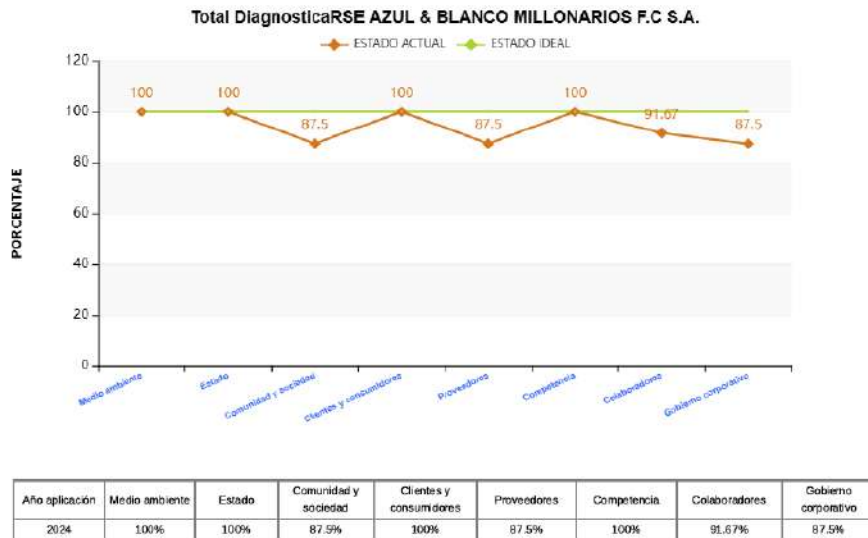 Total DiagnosticaRSE AZUL & BLANCO MILLONARIOS F.C S.A.
ESTADO ACTUAL ESTADO IDEAL
120
100 100 100 100
100
91.67
87.5 87.5 87.5
80
60
40
20
0
PORCENTAJE
Medio ambiente Estado Comunidad y sociedad Clientes y consumidores Proveedores Competencia Colaboradores Gobierno corporativo
Año aplicación Medio ambiente Estado Comunidad y sociedad Clientes y consumidores Proveedores Competencia Colaboradores Gobierno corporativo
2024 100% 100% 87.5% 100% 87.5% 100% 91.67% 87.5%